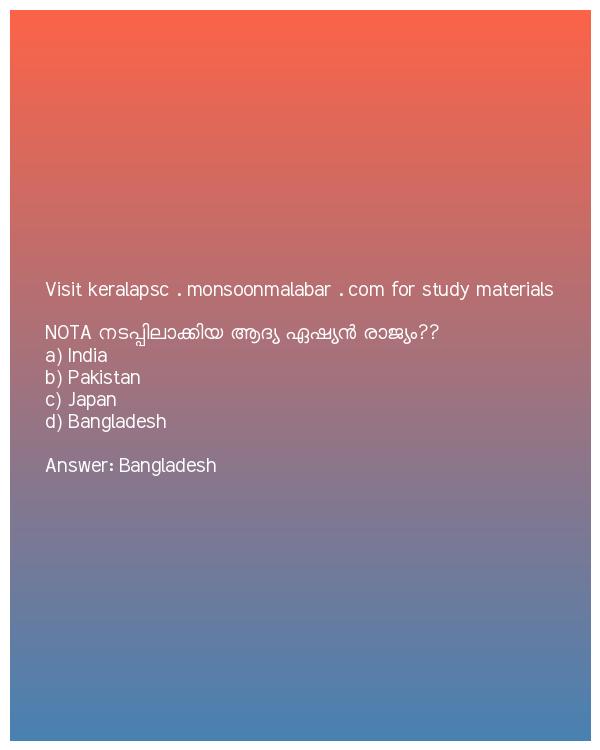 Visit keralapsc . monsoonmalabar . com for study materials
NOTA നടപ്പിലാക്കിയ ആദ്യ ഏഷ്യൻ രാജ്യം??
a) India
b) Pakistan
c) Japan
d) Bangladesh
Answer: Bangladesh